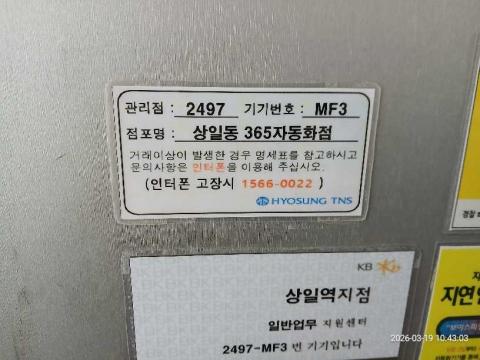 관리점 : 2497 기기번호 : MF3
점포명 : 상일동 365자동화점
거래이상이 발생한 경우 명세표를 참고하시고
문의사항은 인터폰을 이용해 주십시오.
(인터폰 고장시 1566-0022 )
HYOSUNG TNS
KB
상일역지점
일반업무 지원센터
2497-MF3 번 기기입니다
지연인
경찰
2026-03-19 10:43:03